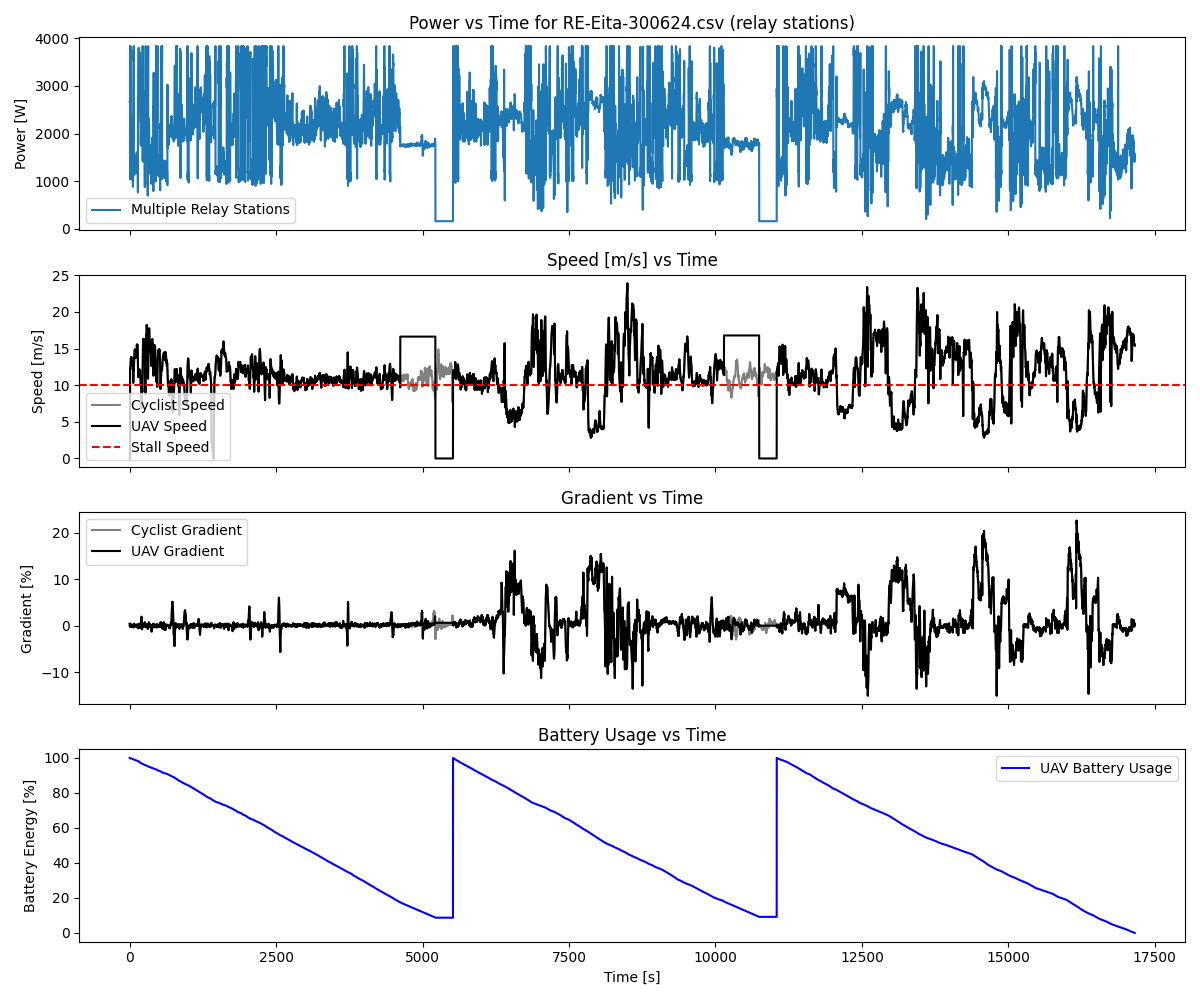 Power vs Time for RE-Eita-300624.csv (relay stations)
4000
3000
2000
1000
0
Power [W]
Multiple Relay Stations
Speed [m/s] vs Time
25
20
15
10
5
0
Speed [m/s]
Cyclist Speed
UAV Speed
Stall Speed
Gradient vs Time
20
10
0
−10
Gradient [%]
Cyclist Gradient
UAV Gradient
Battery Usage vs Time
100
80
60
40
20
0
Battery Energy [%]
UAV Battery Usage
0 2500 5000 7500 10000 12500 15000 17500
Time [s]